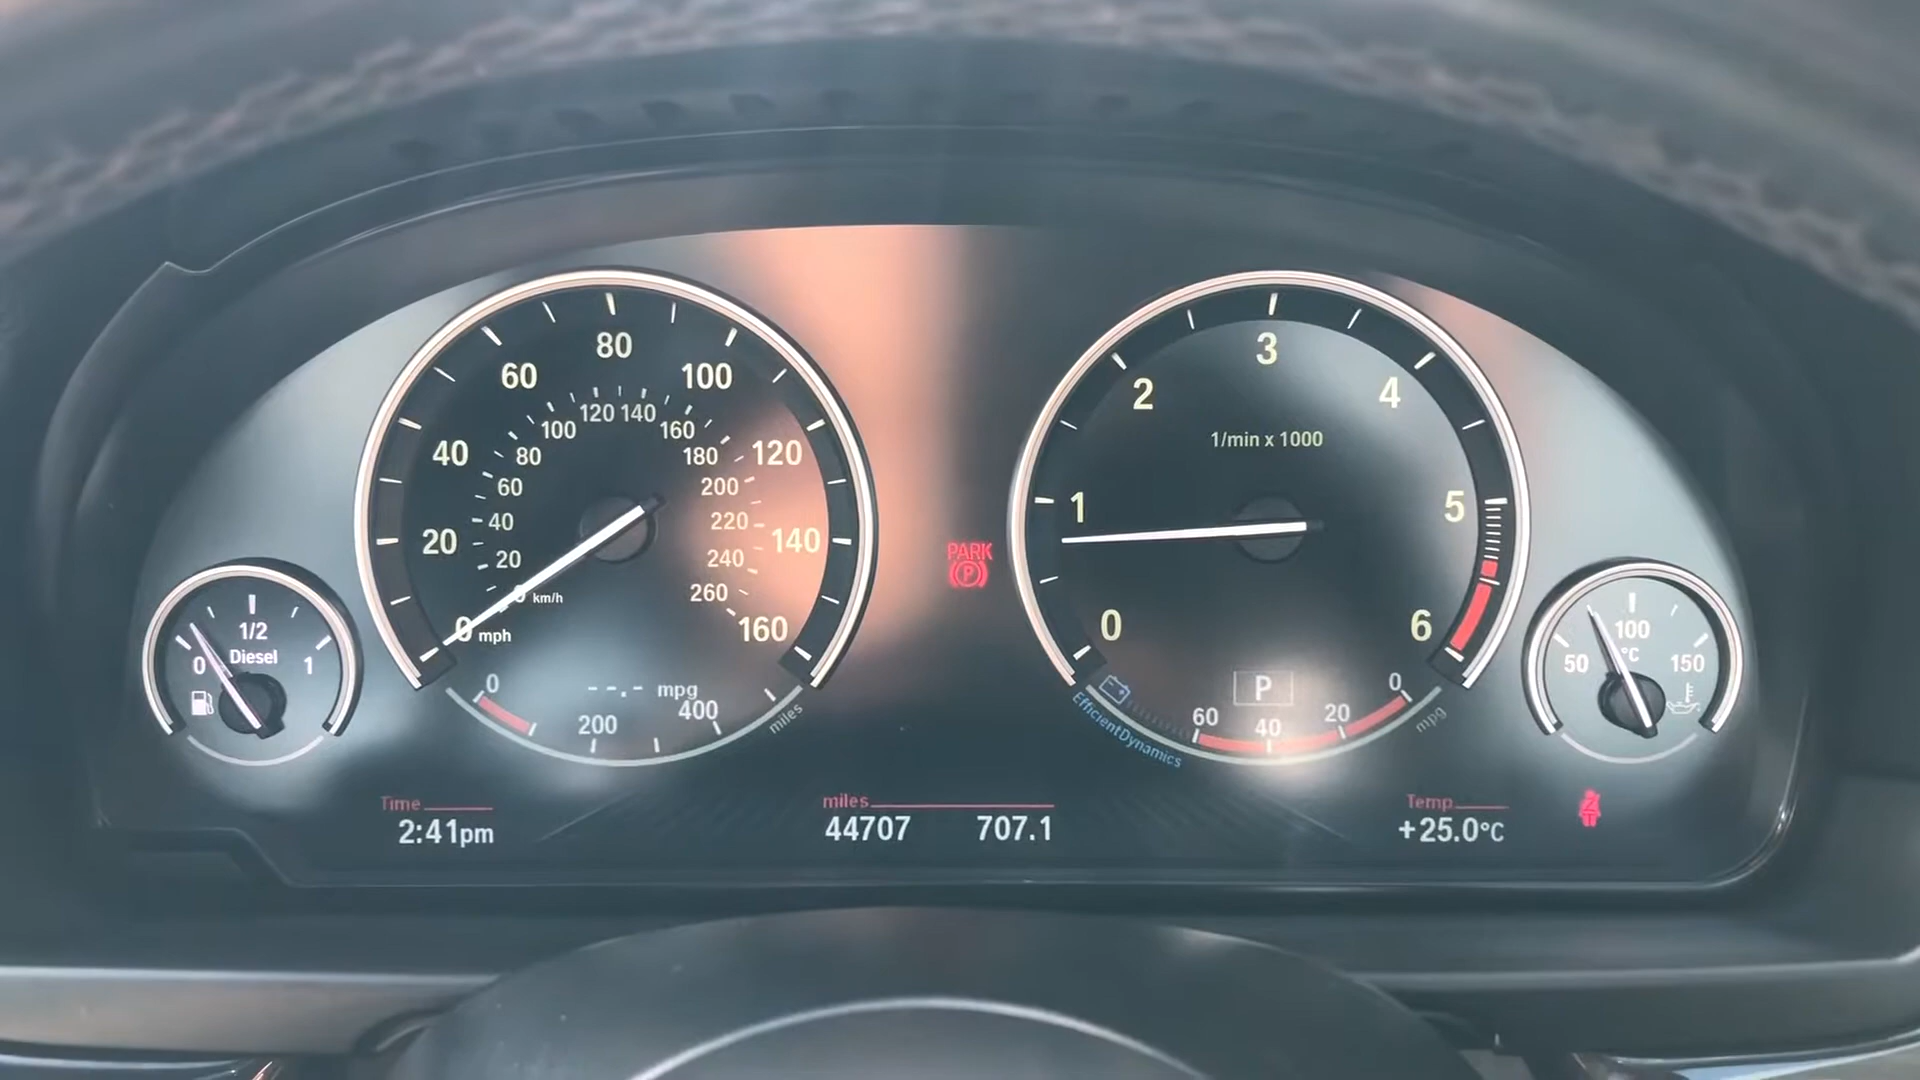 80
60
100
40
120
20
140
0 mph
160
120 140
100
160
80
180
60
200
40
220
20
240
0 km/h
260
--.- mpg
0
200
400
miles
1/2
Diesel
0
1
PARK
P
3
2
4
1/min x 1000
1
5
0
6
P
60
40
20
0
mpg
EfficientDynamics
100
°C
50
150
Time
2:41pm
miles
44707
707.1
Temp
+25.0°C
2